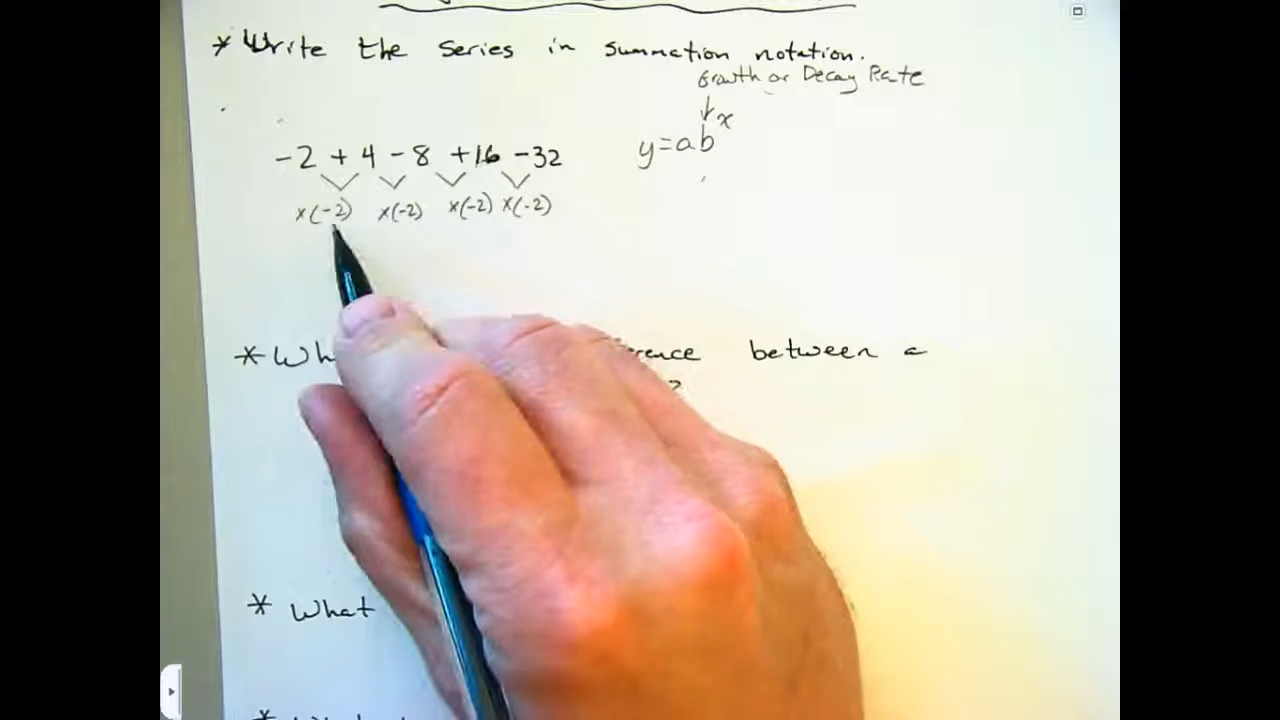 * Write the series in summation notation.
Growth or Decay Rate
↓
y=ab^x
-2 + 4 - 8 +16 -32
x(-2) x(-2) x(-2) x(-2)
* between a
?
* What
*